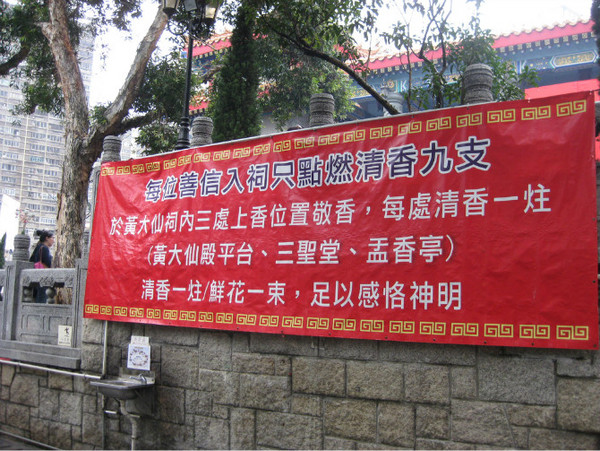 每位善信入祠只點燃清香九支
於黃大仙祠內三處上香位置敬香，每處清香一炷
(黃大仙殿平台、三聖堂、盂香亭)
清香一炷/鮮花一束，足以感恪神明